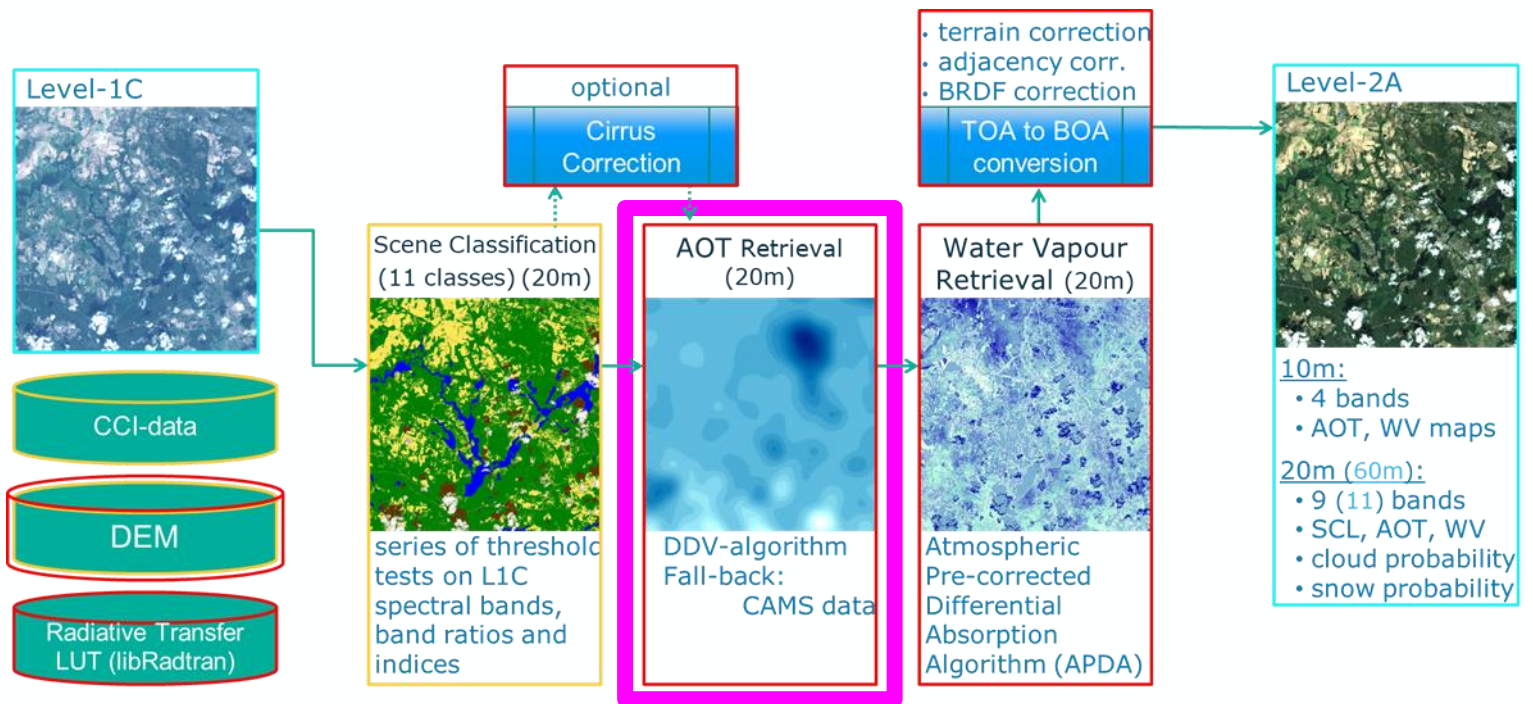 Level-1C
CCI-data
DEM
Radiative Transfer
LUT (libRadtran)
optional
Cirrus
Correction
Scene Classification
(11 classes) (20m)
series of threshold
tests on L1C
spectral bands,
band ratios and
indices
AOT Retrieval
(20m)
DDV-algorithm
Fall-back:
CAMS data
• terrain correction
• adjacency corr.
• BRDF correction
TOA to BOA
conversion
Water Vapour
Retrieval (20m)
Atmospheric
Pre-corrected
Differential
Absorption
Algorithm (APDA)
Level-2A
10m:
• 4 bands
• AOT, WV maps
20m (60m):
• 9 (11) bands
• SCL, AOT, WV
• cloud probability
• snow probability